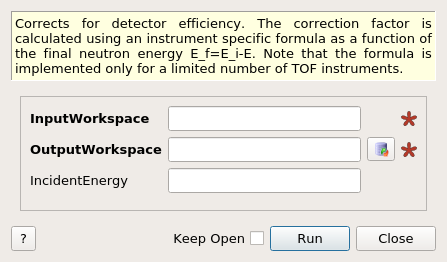 Corrects for detector efficiency. The correction factor is
calculated using an instrument specific formula as a function of
the final neutron energy E_f=E_i-E. Note that the formula is
implemented only for a limited number of TOF instruments.
InputWorkspace *
OutputWorkspace *
IncidentEnergy
? Keep Open Run Close